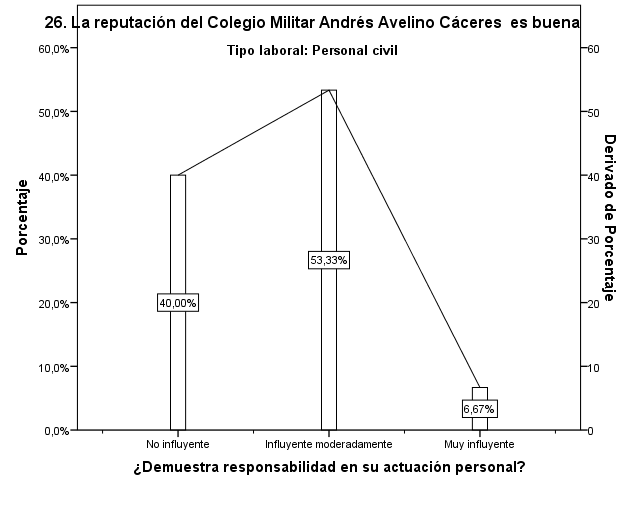 26. La reputación del Colegio Militar Andrés Avelino Cáceres es buena
Tipo laboral: Personal civil
60,0%
50,0%
40,0%
30,0%
20,0%
10,0%
0,0%
Porcentaje
40,00%
53,33%
6,67%
60
50
40
30
20
10
0
Derivado de Porcentaje
No influyente
Influyente moderadamente
Muy influyente
¿Demuestra responsabilidad en su actuación personal?